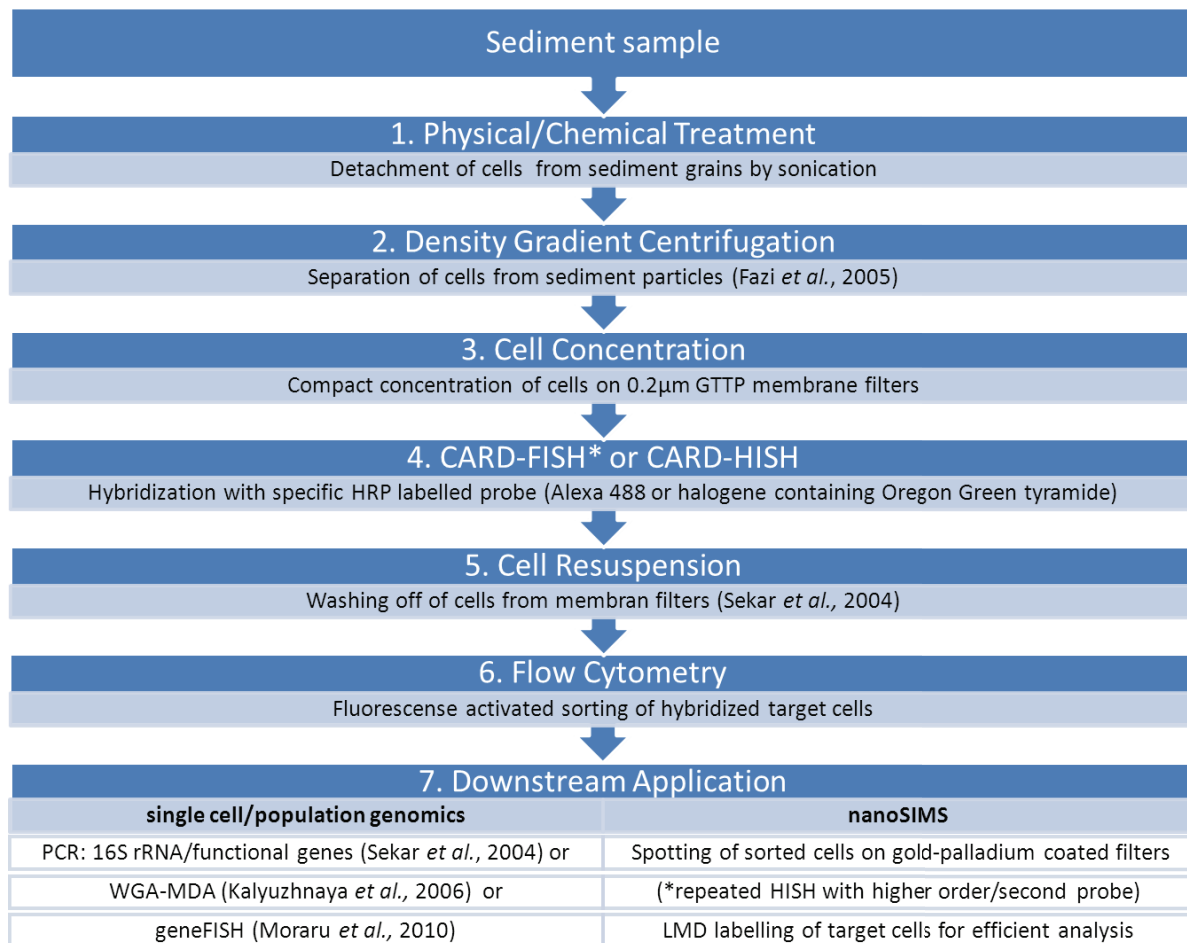 Sediment sample
1. Physical/Chemical Treatment
Detachment of cells from sediment grains by sonication
2. Density Gradient Centrifugation
Separation of cells from sediment particles (Fazi et al., 2005)
3. Cell Concentration
Compact concentration of cells on 0.2µm GTTP membrane filters
4. CARD-FISH* or CARD-HISH
Hybridization with specific HRP labelled probe (Alexa 488 or halogene containing Oregon Green tyramide)
5. Cell Resuspension
Washing off of cells from membran filters (Sekar et al., 2004)
6. Flow Cytometry
Fluorescense activated sorting of hybridized target cells
7. Downstream Application
single cell/population genomics
nanoSIMS
PCR: 16S rRNA/functional genes (Sekar et al., 2004) or
Spotting of sorted cells on gold-palladium coated filters
WGA-MDA (Kalyuzhnaya et al., 2006) or
(*repeated HISH with higher order/second probe)
geneFISH (Moraru et al., 2010)
LMD labelling of target cells for efficient analysis